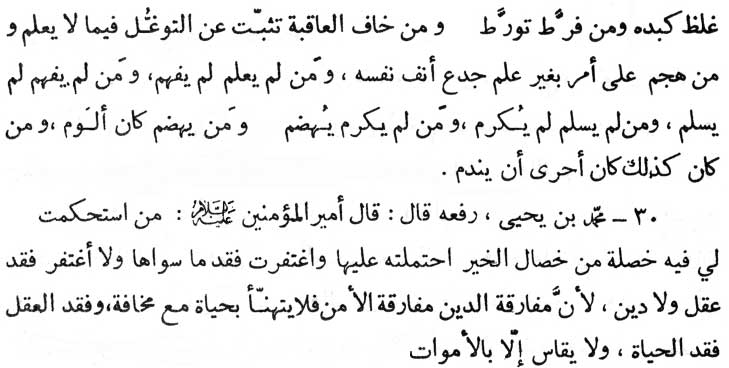 غلظ كبده ومن فرَّط تورَّط ومن خاف العاقبة تثبّت عن التوغّل فيما لا يعلم و
من هجم على أمر بغير علم جدع أنف نفسه ، ومَن لم يعلم لم يفهم، ومَن لم يفهم لم
يسلم ، ومن لم يسلم لم يُكرم ،ومَن لم يكرم يُهضم ومَن يهضم كان ألوَم ،ومن
كان كذلك كان أحرى أن يندم .
٣٠ ـ محمّد بن يحيى ، رفعه قال : قال أمير المؤمنين عليه السلام : من استحكمت
لي فيه خصلة من خصال الخير احتملته عليها واغتفرت فقد ما سواها ولا أغتفر فقد
عقل ولا دين ، لأنَّ مفارقة الدين مفارقة الأمن فلا يتهنّأ بحياة مع مخافة، وفقد العقل
فقد الحياة ، ولا يقاس إلّا بالأموات